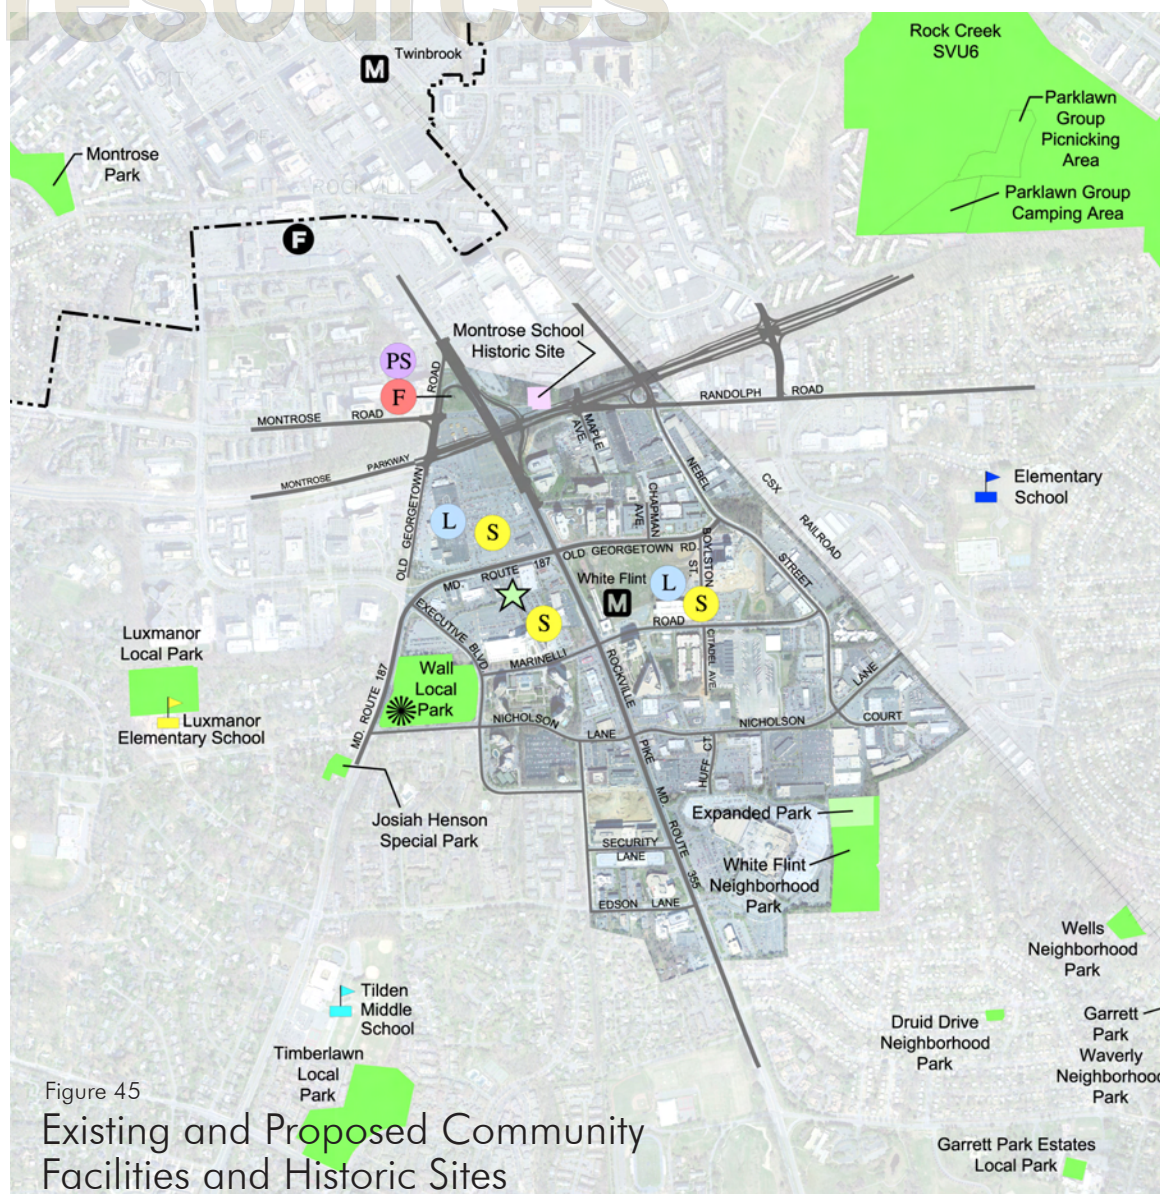 resources
M
Twinbrook
CITY
OF
ROCKVILLE
Rock Creek
SVU6
Parklawn
Group
Picnicking
Area
Parklawn Group
Camping Area
Montrose
Park
F
Montrose School
Historic Site
PS
F
ROAD
MONTROSE ROAD
MONTROSE PARKWAY
RANDOLPH ROAD
MAPLE
AVE.
NEBEL
STREET
CSX
RAILROAD
Elementary
School
OLD GEORGETOWN
L
S
CHAPMAN
AVE.
BOYLSTON
ST.
OLD GEORGETOWN RD.
MD. ROUTE 187
White Flint
M
L
S
S
EXECUTIVE BLVD
MARINELLI
ROAD
CITADEL AVE.
ROCKVILLE
PIKE
MD. ROUTE 355
LANE
Luxmanor
Local Park
Luxmanor
Elementary School
MD. ROUTE 187
Wall
Local
Park
NICHOLSON
LANE
NICHOLSON
COURT
HUFF CT.
Josiah Henson
Special Park
Expanded Park
White Flint
Neighborhood
Park
SECURITY
LANE
EDSON LANE
Wells
Neighborhood
Park
Tilden
Middle
School
Druid Drive
Neighborhood
Park
Garrett
Park
Waverly
Neighborhood
Park
Timberlawn
Local
Park
Garrett Park Estates
Local Park
Figure 45
Existing and Proposed Community
Facilities and Historic Sites